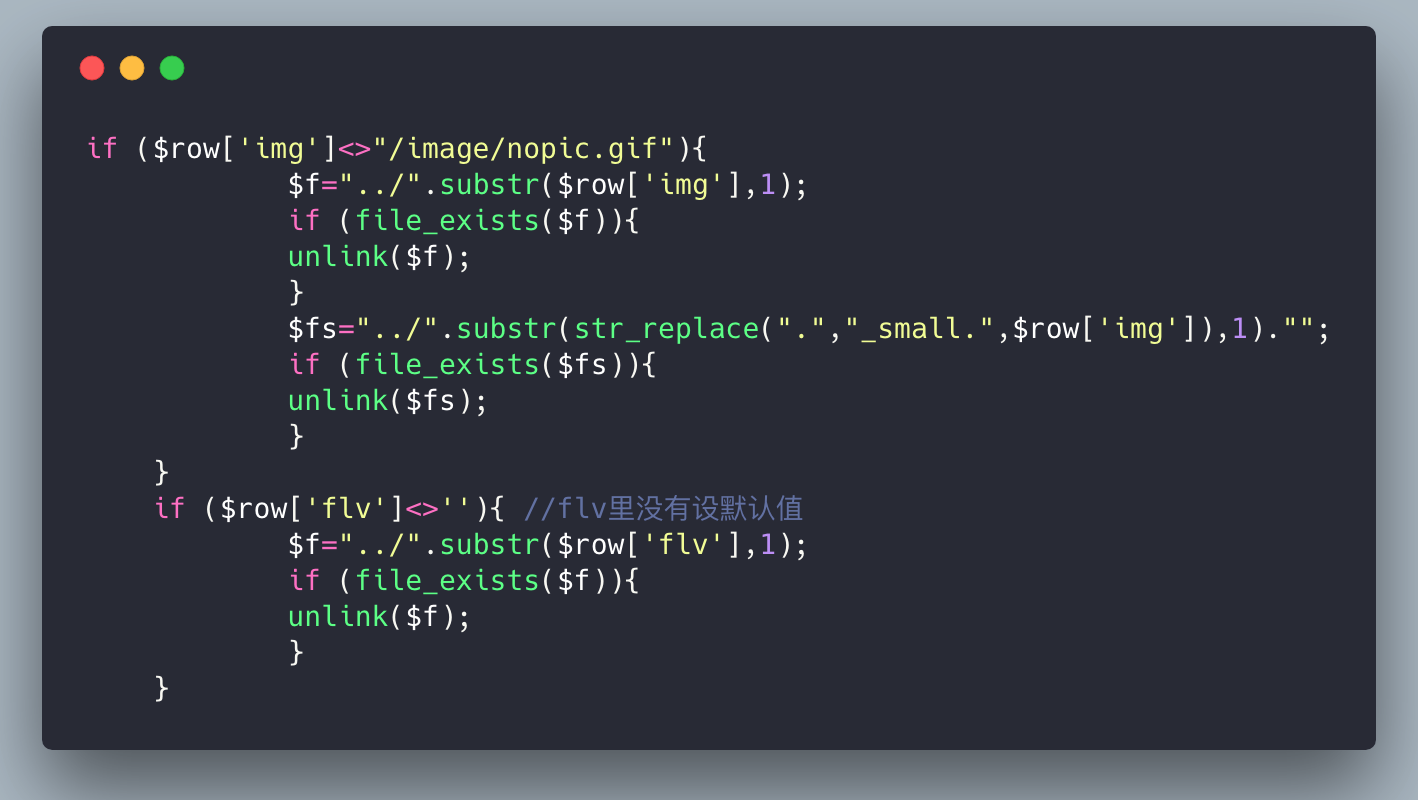 if ($row['img']<>"/image/nopic.gif"){
            $f="../".substr($row['img'],1);
            if (file_exists($f)){
            unlink($f);
            }
            $fs="../".substr(str_replace(".","_small.",$row['img']),1)."";
            if (file_exists($fs)){
            unlink($fs);
            }
    }
    if ($row['flv']<>''){ //flv里没有设默认值
            $f="../".substr($row['flv'],1);
            if (file_exists($f)){
            unlink($f);
            }
    }